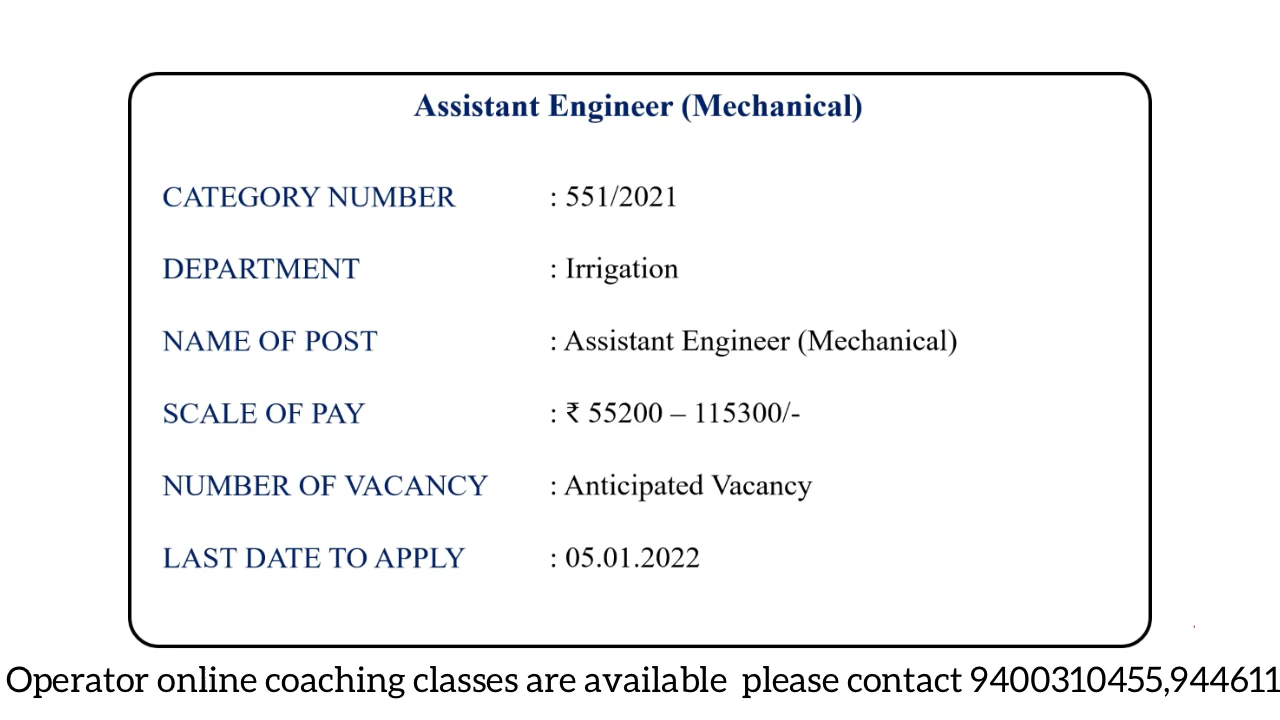 Assistant Engineer (Mechanical)
CATEGORY NUMBER : 551/2021
DEPARTMENT : Irrigation
NAME OF POST : Assistant Engineer (Mechanical)
SCALE OF PAY : ₹ 55200 – 115300/-
NUMBER OF VACANCY : Anticipated Vacancy
LAST DATE TO APPLY : 05.01.2022
Operator online coaching classes are available please contact 9400310455,944611